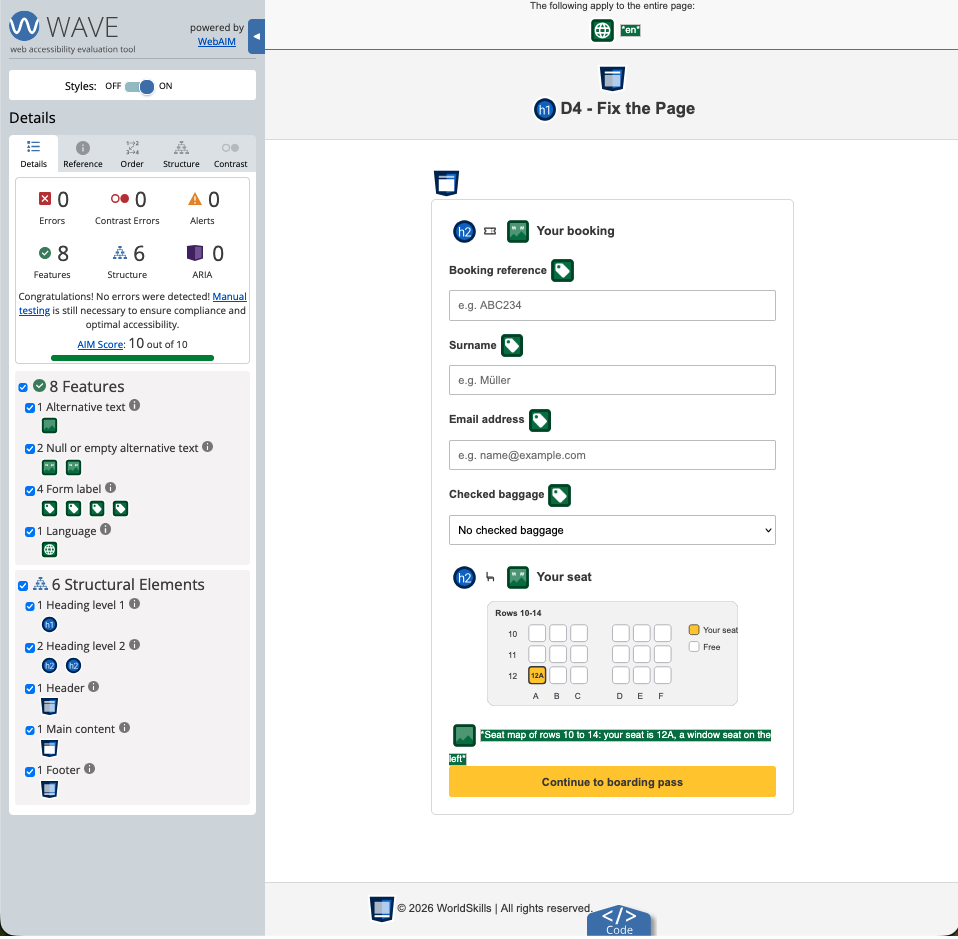 WAVE
web accessibility evaluation tool
powered by
WebAIM
Styles: OFF ON
Details
Details Reference Order Structure Contrast
0 0 0
Errors Contrast Errors Alerts
8 6 0
Features Structure ARIA
Congratulations! No errors were detected! Manual
testing is still necessary to ensure compliance and
optimal accessibility.
AIM Score: 10 out of 10
8 Features
1 Alternative text
2 Null or empty alternative text
4 Form label
1 Language
6 Structural Elements
1 Heading level 1
h1
2 Heading level 2
h2 h2
1 Header
1 Main content
1 Footer
The following apply to the entire page:
*en*
h1 D4 - Fix the Page
h2 Your booking
Booking reference
e.g. ABC234
Surname
e.g. Müller
Email address
e.g. name@example.com
Checked baggage
No checked baggage
h2 Your seat
Rows 10-14
10
11
12 12A
A B C D E F
Your seat
Free
*Seat map of rows 10 to 14: your seat is 12A, a window seat on the
left*
Continue to boarding pass
© 2026 WorldSkills | All rights reserved.
</>
Code